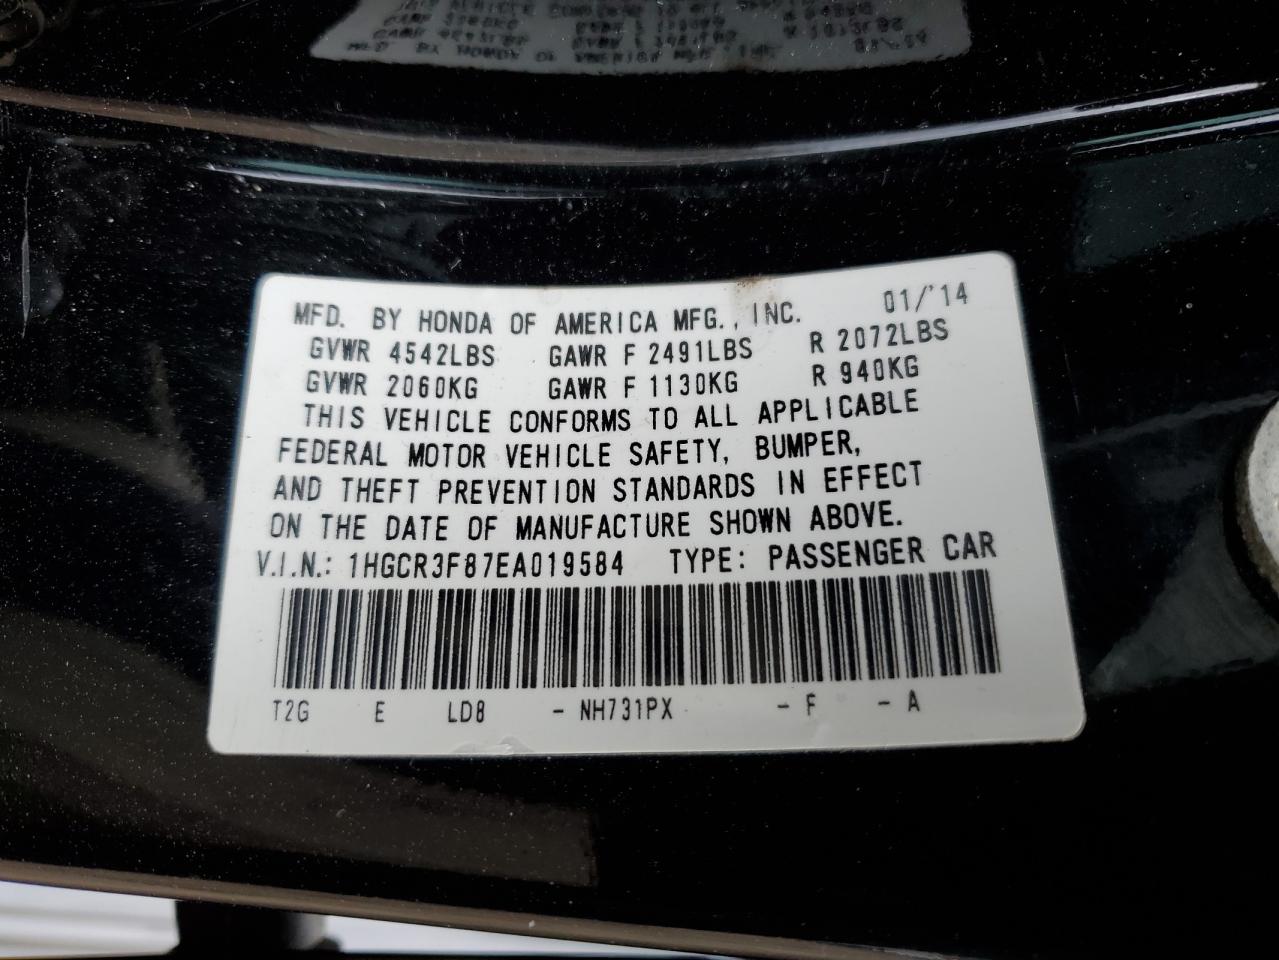 MFD. BY HONDA OF AMERICA MFG., INC. 01/'14
GVWR 4542LBS GAWR F 2491LBS R 2072LBS
GVWR 2060KG GAWR F 1130KG R 940KG
THIS VEHICLE CONFORMS TO ALL APPLICABLE
FEDERAL MOTOR VEHICLE SAFETY, BUMPER,
AND THEFT PREVENTION STANDARDS IN EFFECT
ON THE DATE OF MANUFACTURE SHOWN ABOVE.
V.I.N.: 1HGCR3F87EA019584 TYPE: PASSENGER CAR
T2G E LD8 - NH731PX - F - A